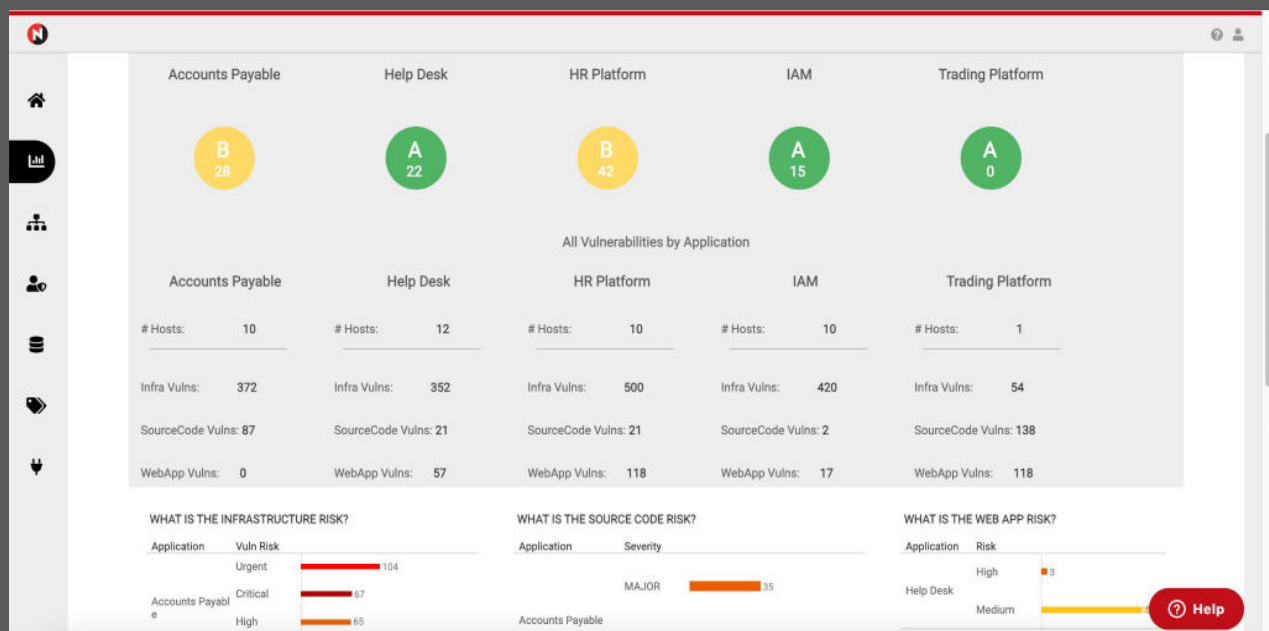 N
Accounts Payable Help Desk HR Platform IAM Trading Platform
B A B A A
28 22 42 15 0
All Vulnerabilities by Application
Accounts Payable Help Desk HR Platform IAM Trading Platform
# Hosts: 10 # Hosts: 12 # Hosts: 10 # Hosts: 10 # Hosts: 1
Infra Vulns: 372 Infra Vulns: 352 Infra Vulns: 500 Infra Vulns: 420 Infra Vulns: 54
SourceCode Vulns: 87 SourceCode Vulns: 21 SourceCode Vulns: 21 SourceCode Vulns: 2 SourceCode Vulns: 138
WebApp Vulns: 0 WebApp Vulns: 57 WebApp Vulns: 118 WebApp Vulns: 17 WebApp Vulns: 118
WHAT IS THE INFRASTRUCTURE RISK? WHAT IS THE SOURCE CODE RISK? WHAT IS THE WEB APP RISK?
Application Vuln Risk Application Severity Application Risk
Urgent 104
High 3
MAJOR 35
Critical 67
Help Desk
Accounts Payabl
e
Medium
Help
High 65
Accounts Payable